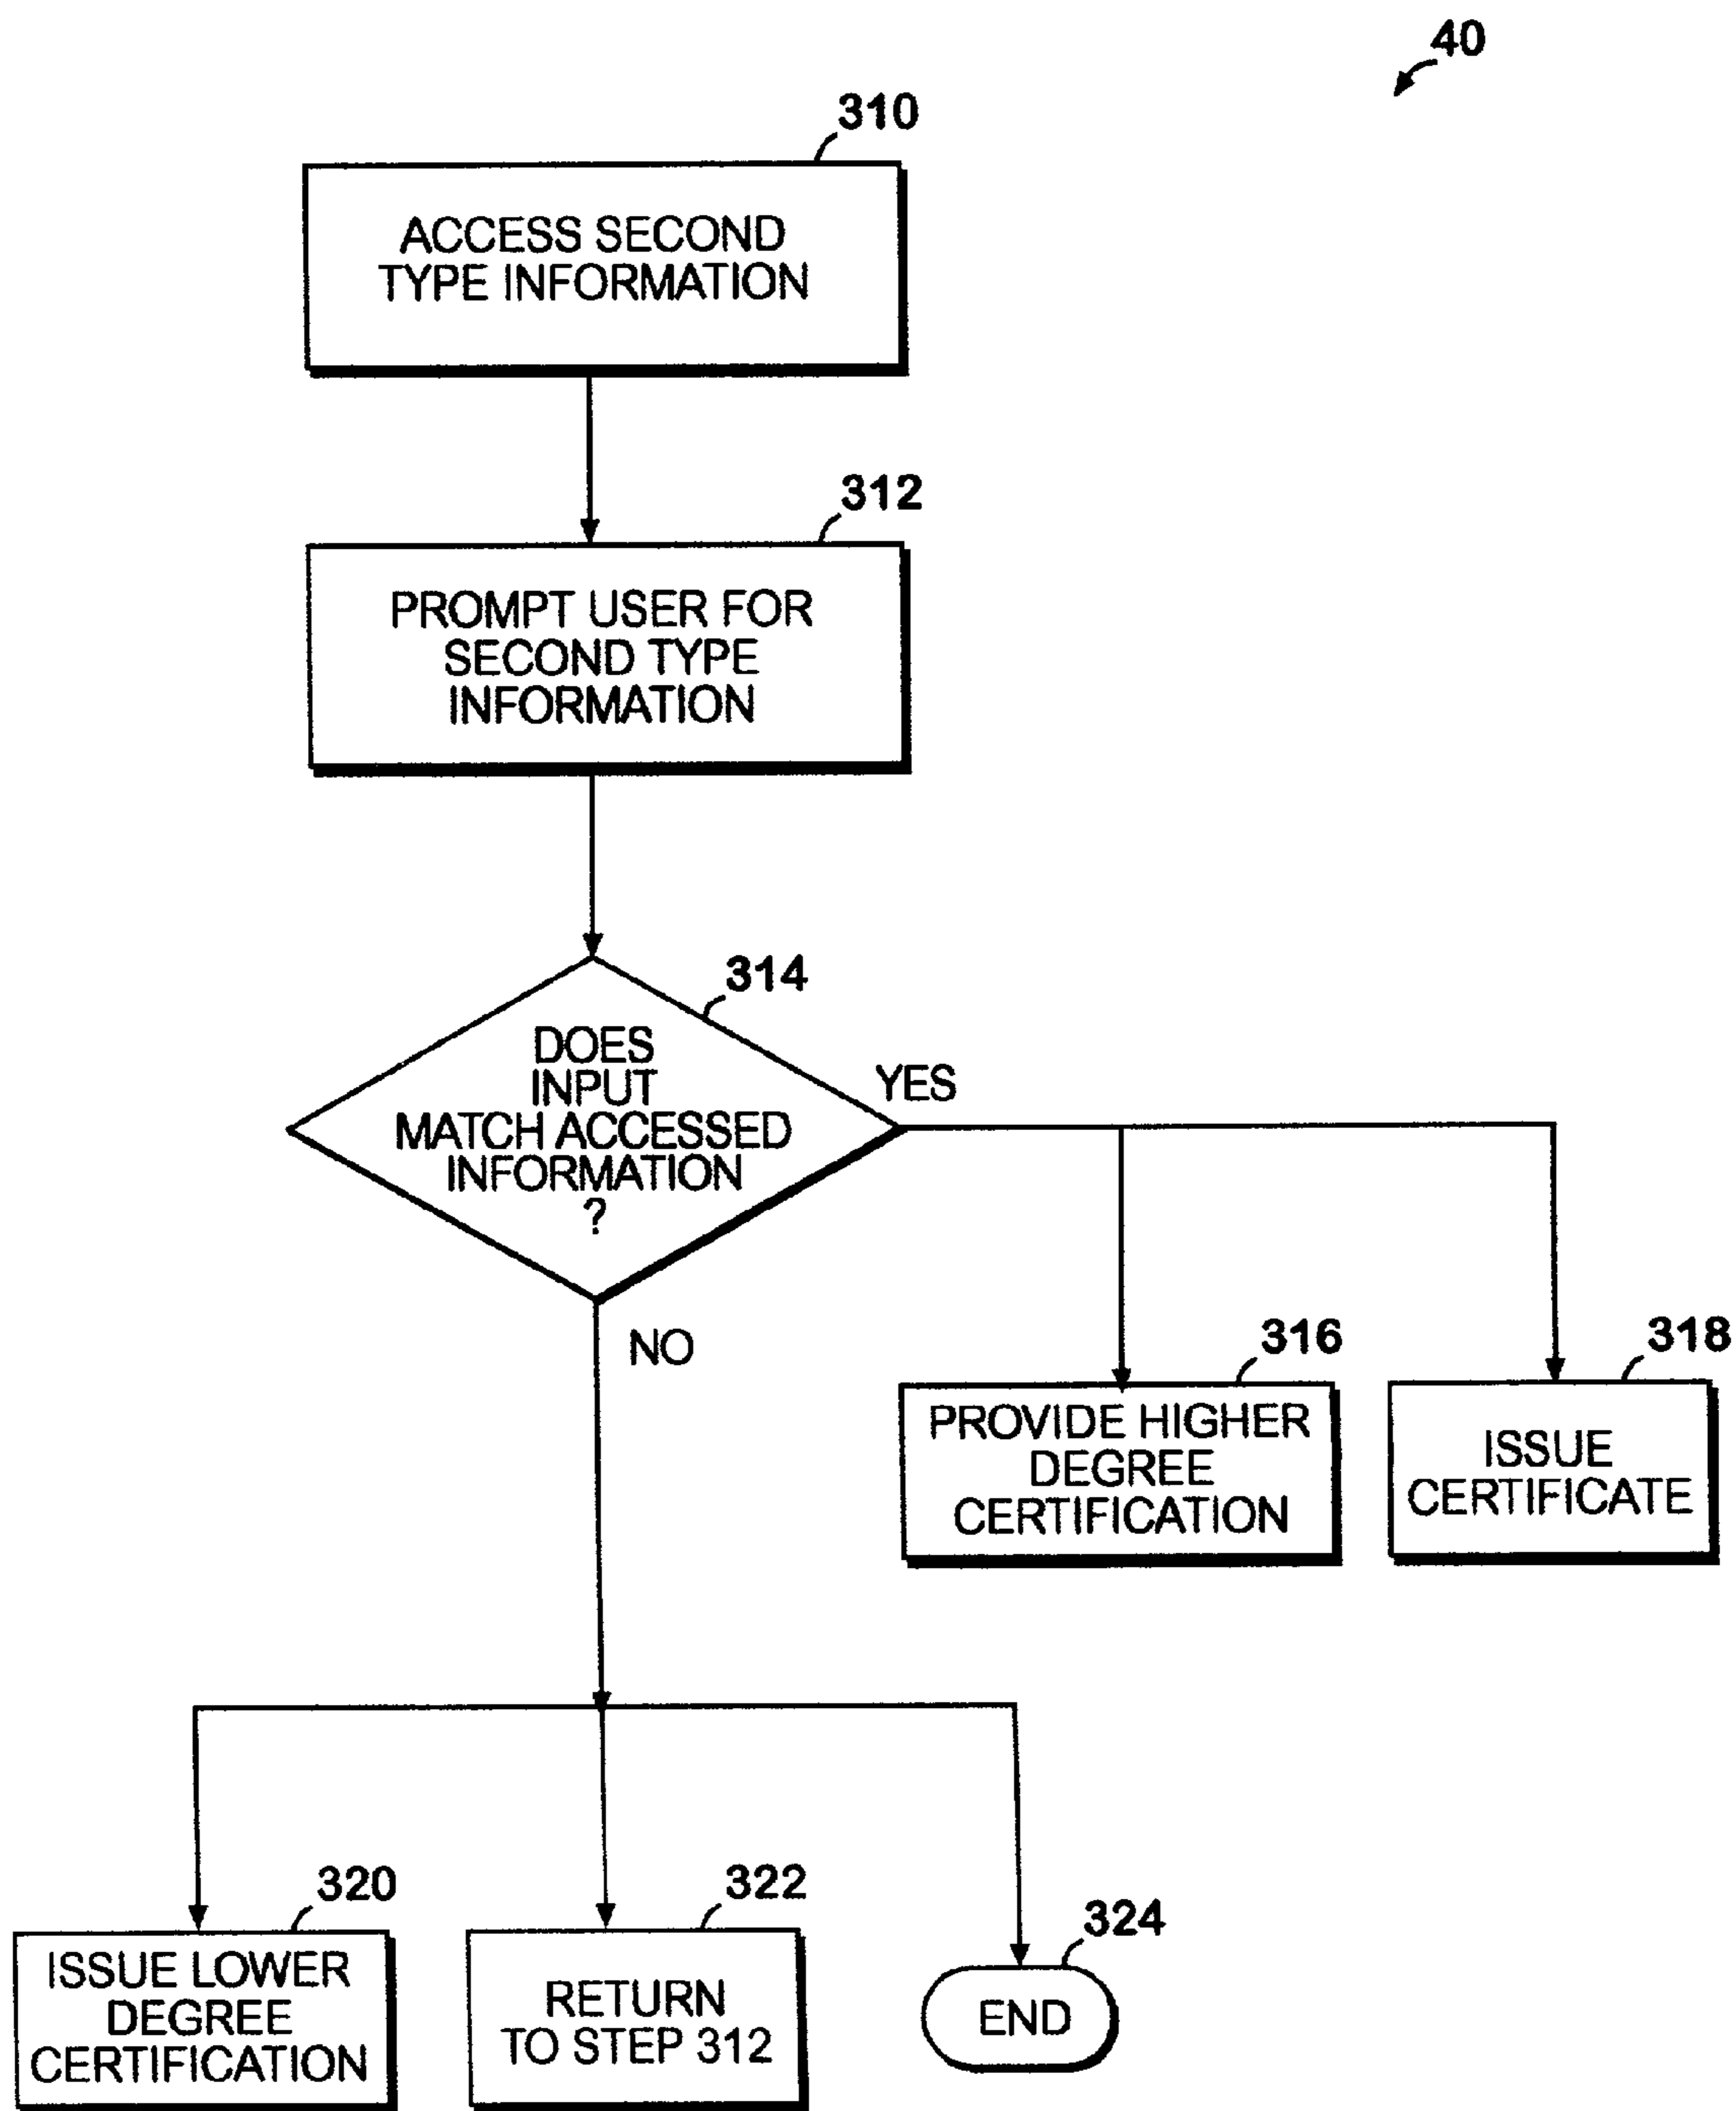 40
310
ACCESS SECOND
TYPE INFORMATION
312
PROMPT USER FOR
SECOND TYPE
INFORMATION
314
DOES
INPUT
MATCH ACCESSED
INFORMATION
?
YES
NO
316
PROVIDE HIGHER
DEGREE
CERTIFICATION
318
ISSUE
CERTIFICATE
320
ISSUE LOWER
DEGREE
CERTIFICATION
322
RETURN
TO STEP 312
324
END